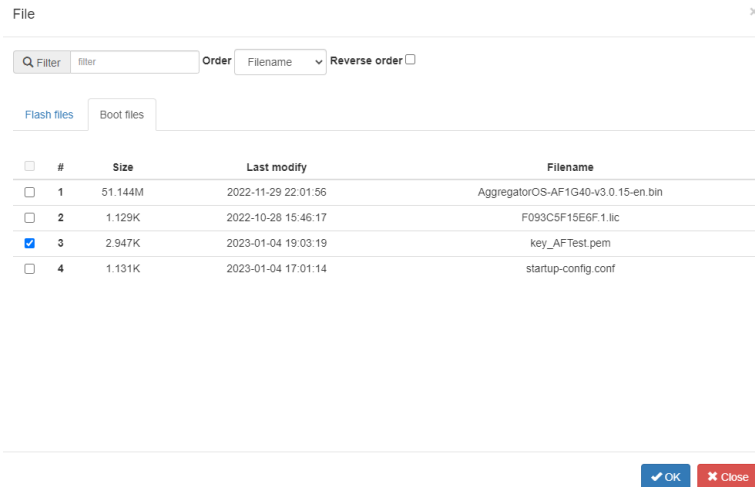 File ×
Filter filter Order Filename Reverse order
Flash files Boot files
# Size Last modify Filename
1 51.144M 2022-11-29 22:01:56 AggregatorOS-AF1G40-v3.0.15-en.bin
2 1.129K 2022-10-28 15:46:17 F093C5F15E6F.1.lic
3 2.947K 2023-01-04 19:03:19 key_AFTest.pem
4 1.131K 2023-01-04 17:01:14 startup-config.conf
OK Close